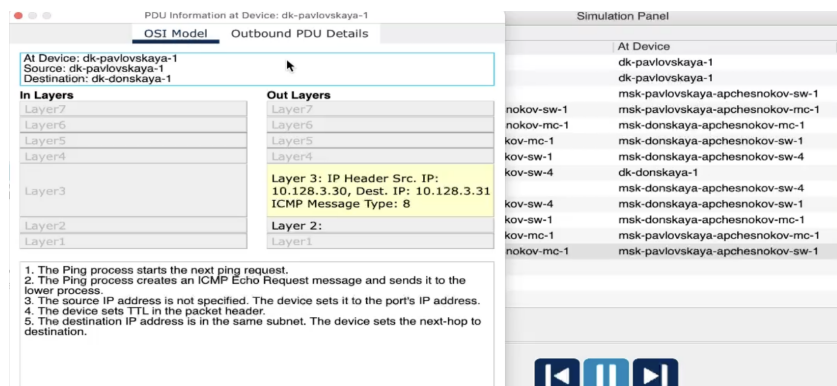 PDU Information at Device: dk-pavlovskaya-1
OSI Model Outbound PDU Details
At Device: dk-pavlovskaya-1
Source: dk-pavlovskaya-1
Destination: dk-donskaya-1
In Layers
Layer7
Layer6
Layer5
Layer4
Layer3
Layer2
Layer1
Out Layers
Layer7
Layer6
Layer5
Layer4
Layer 3: IP Header Src. IP:
10.128.3.30, Dest. IP: 10.128.3.31
ICMP Message Type: 8
Layer 2:
Layer1
1. The Ping process starts the next ping request.
2. The Ping process creates an ICMP Echo Request message and sends it to the
lower process.
3. The source IP address is not specified. The device sets it to the port's IP address.
4. The device sets TTL in the packet header.
5. The destination IP address is in the same subnet. The device sets the next-hop to
destination.
Simulation Panel
At Device
dk-pavlovskaya-1
dk-pavlovskaya-1
msk-pavlovskaya-apchesnokov-sw-1
nokov-sw-1 msk-pavlovskaya-apchesnokov-mc-1
nokov-mc-1 msk-donskaya-apchesnokov-mc-1
kov-mc-1 msk-donskaya-apchesnokov-sw-1
kov-sw-1 msk-donskaya-apchesnokov-sw-4
kov-sw-4 dk-donskaya-1
msk-donskaya-apchesnokov-sw-4
kov-sw-4 msk-donskaya-apchesnokov-sw-1
kov-sw-1 msk-donskaya-apchesnokov-mc-1
kov-mc-1 msk-pavlovskaya-apchesnokov-mc-1
nokov-mc-1 msk-pavlovskaya-apchesnokov-sw-1